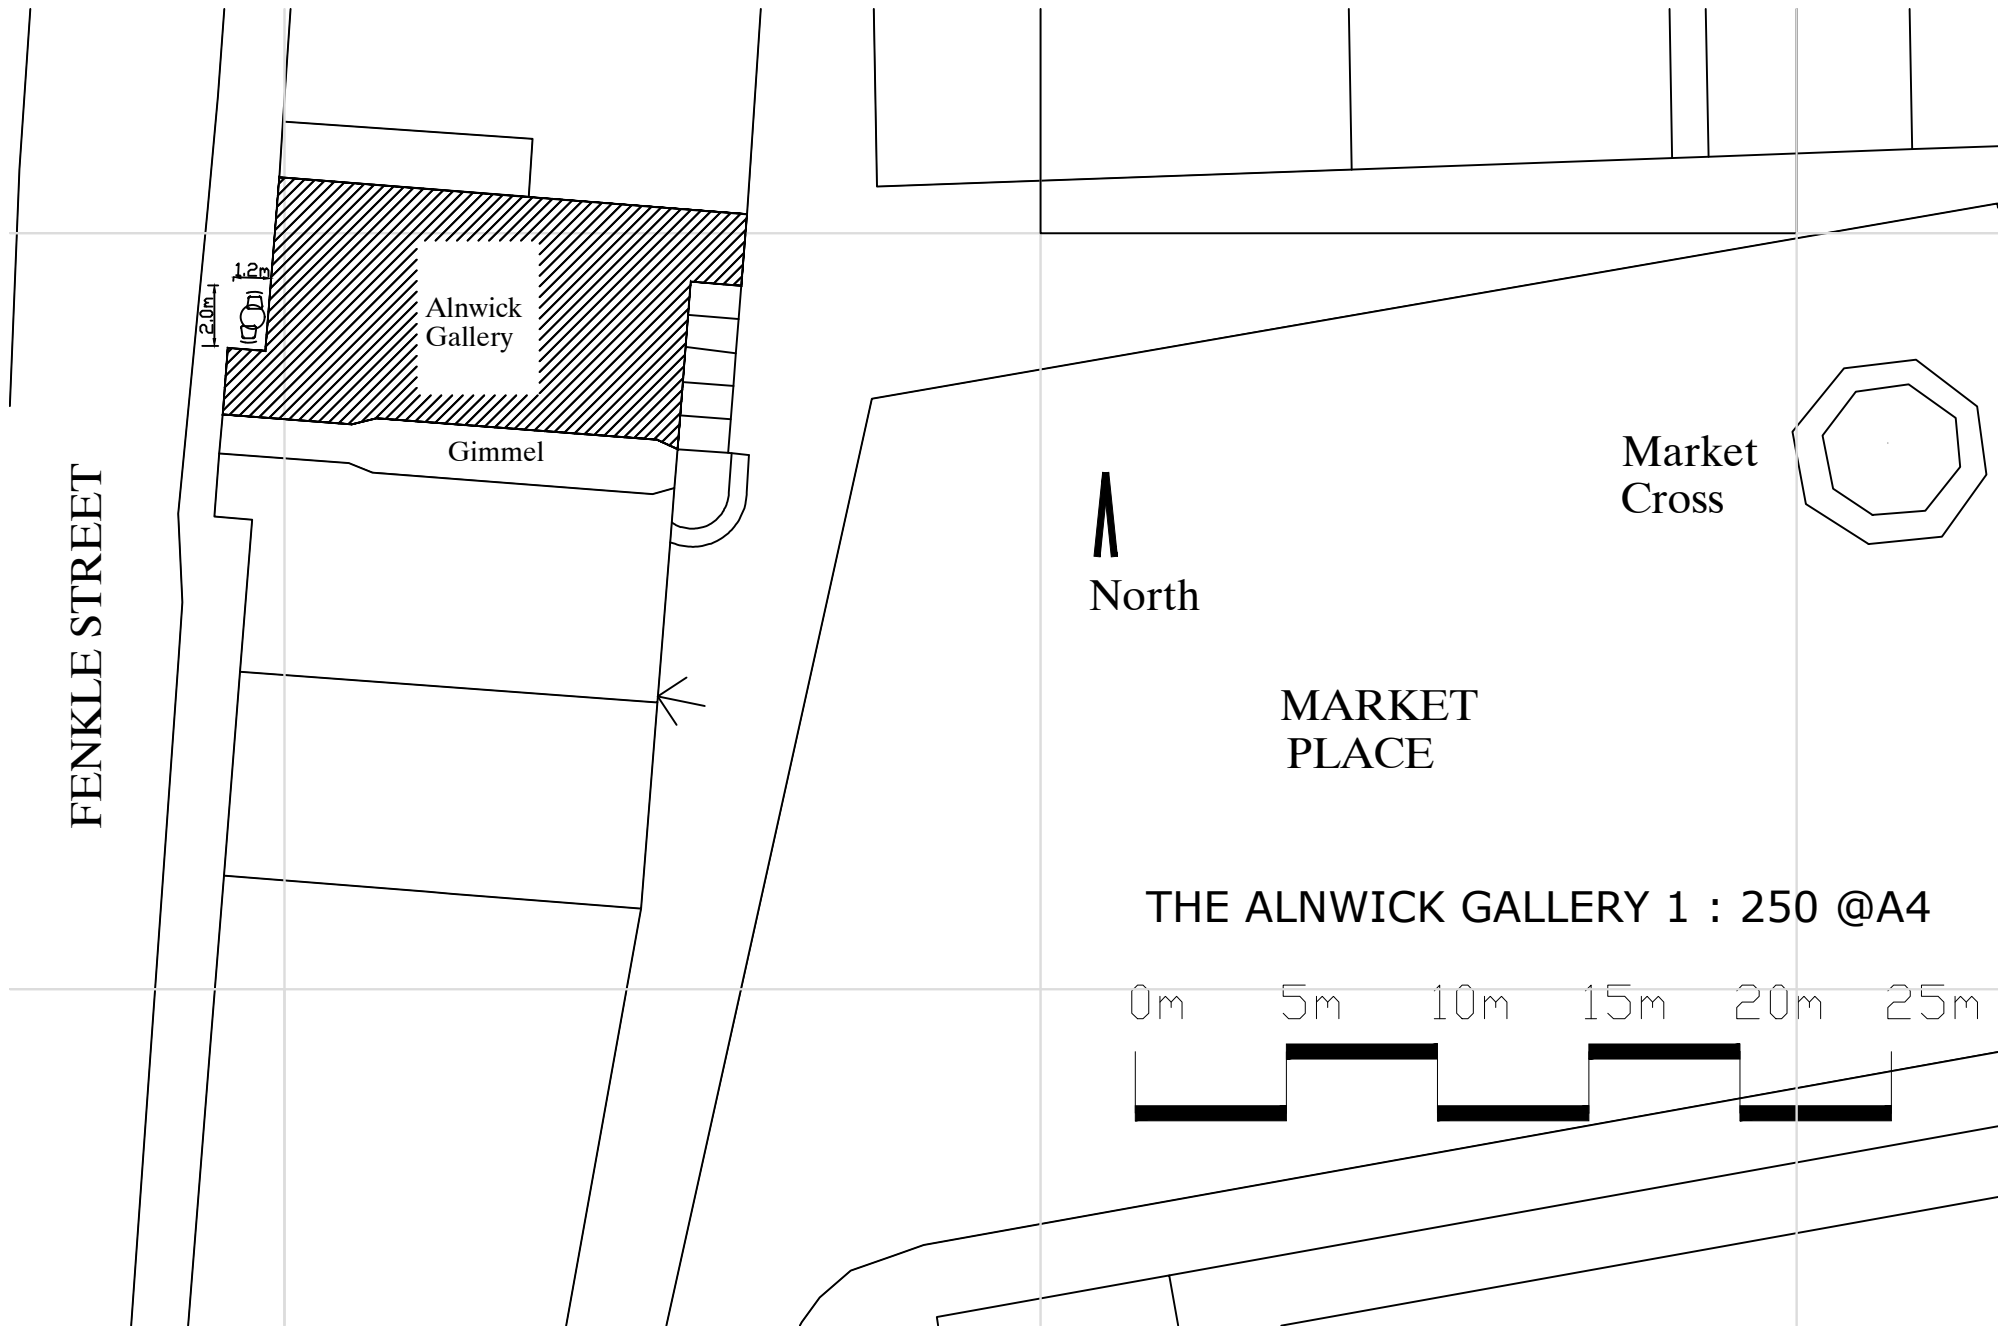 1.2m
2.0m
Alnwick
Gallery
Gimmel
FENKLE STREET
Market
Cross
North
MARKET
PLACE
THE ALNWICK GALLERY 1 : 250 @A4
0m 5m 10m 15m 20m 25m